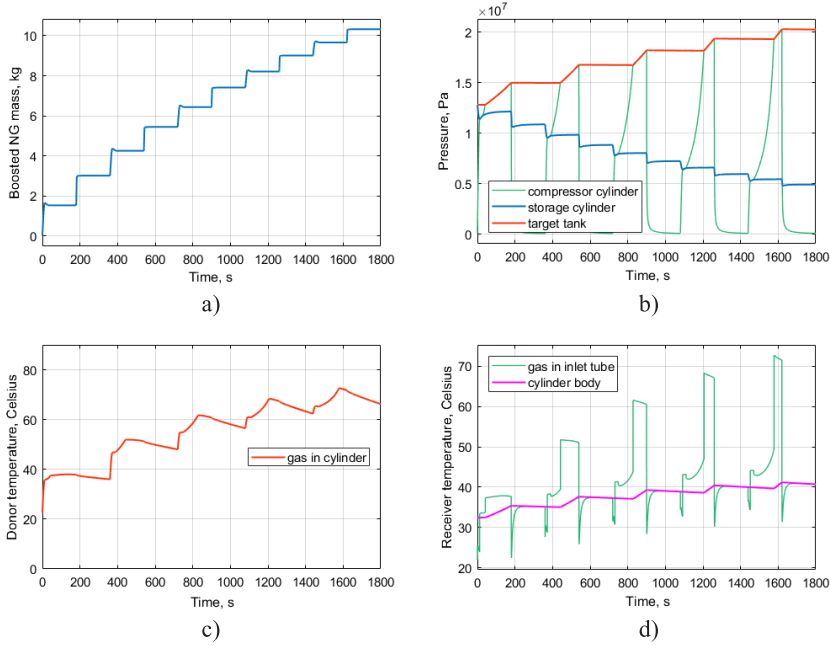 10
8
6
4
2
0
Boosted NG mass, kg
0 200 400 600 800 1000 1200 1400 1600 1800
Time, s
a)
×10⁷
2
1.5
1
0.5
0
Pressure, Pa
compressor cylinder
storage cylinder
target tank
0 200 400 600 800 1000 1200 1400 1600 1800
Time, s
b)
80
60
40
20
0
Donor temperature, Celsius
gas in cylinder
0 200 400 600 800 1000 1200 1400 1600 1800
Time, s
c)
70
60
50
40
30
20
Receiver temperature, Celsius
gas in inlet tube
cylinder body
0 200 400 600 800 1000 1200 1400 1600 1800
Time, s
d)